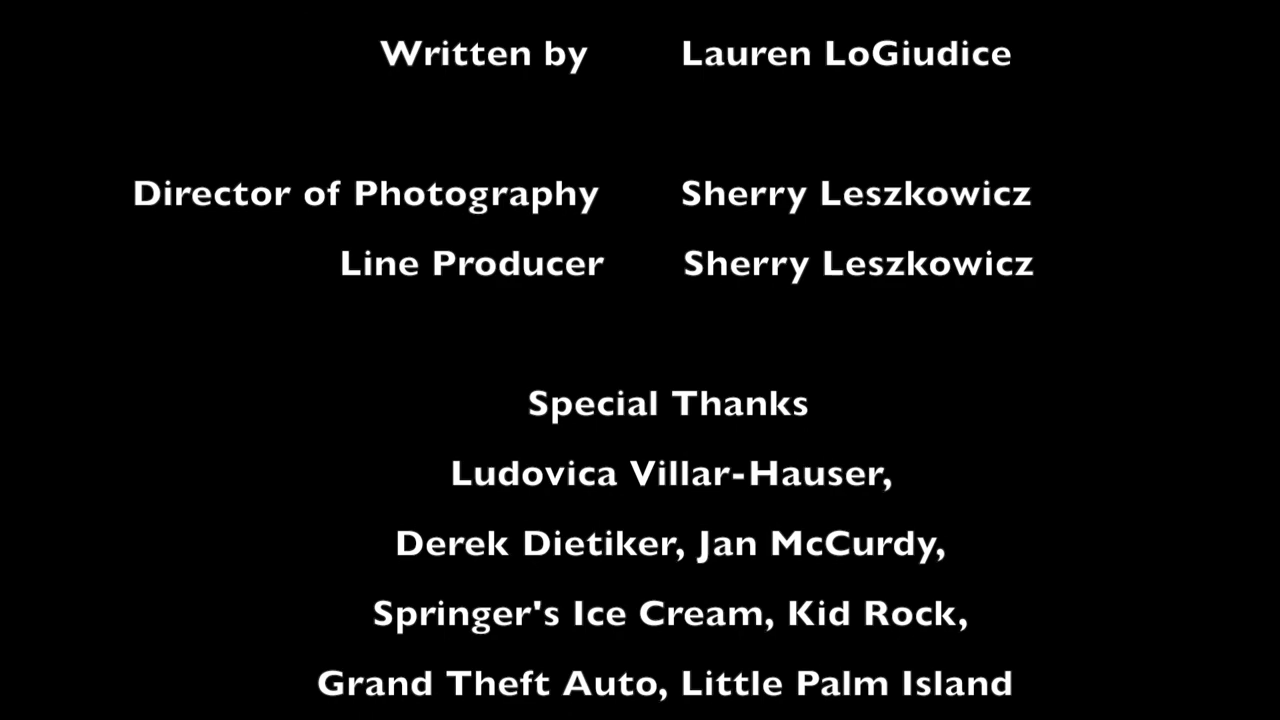 Written by Lauren LoGiudice
Director of Photography Sherry Leszkowicz
Line Producer Sherry Leszkowicz
Special Thanks
Ludovica Villar-Hauser,
Derek Dietiker, Jan McCurdy,
Springer's Ice Cream, Kid Rock,
Grand Theft Auto, Little Palm Island